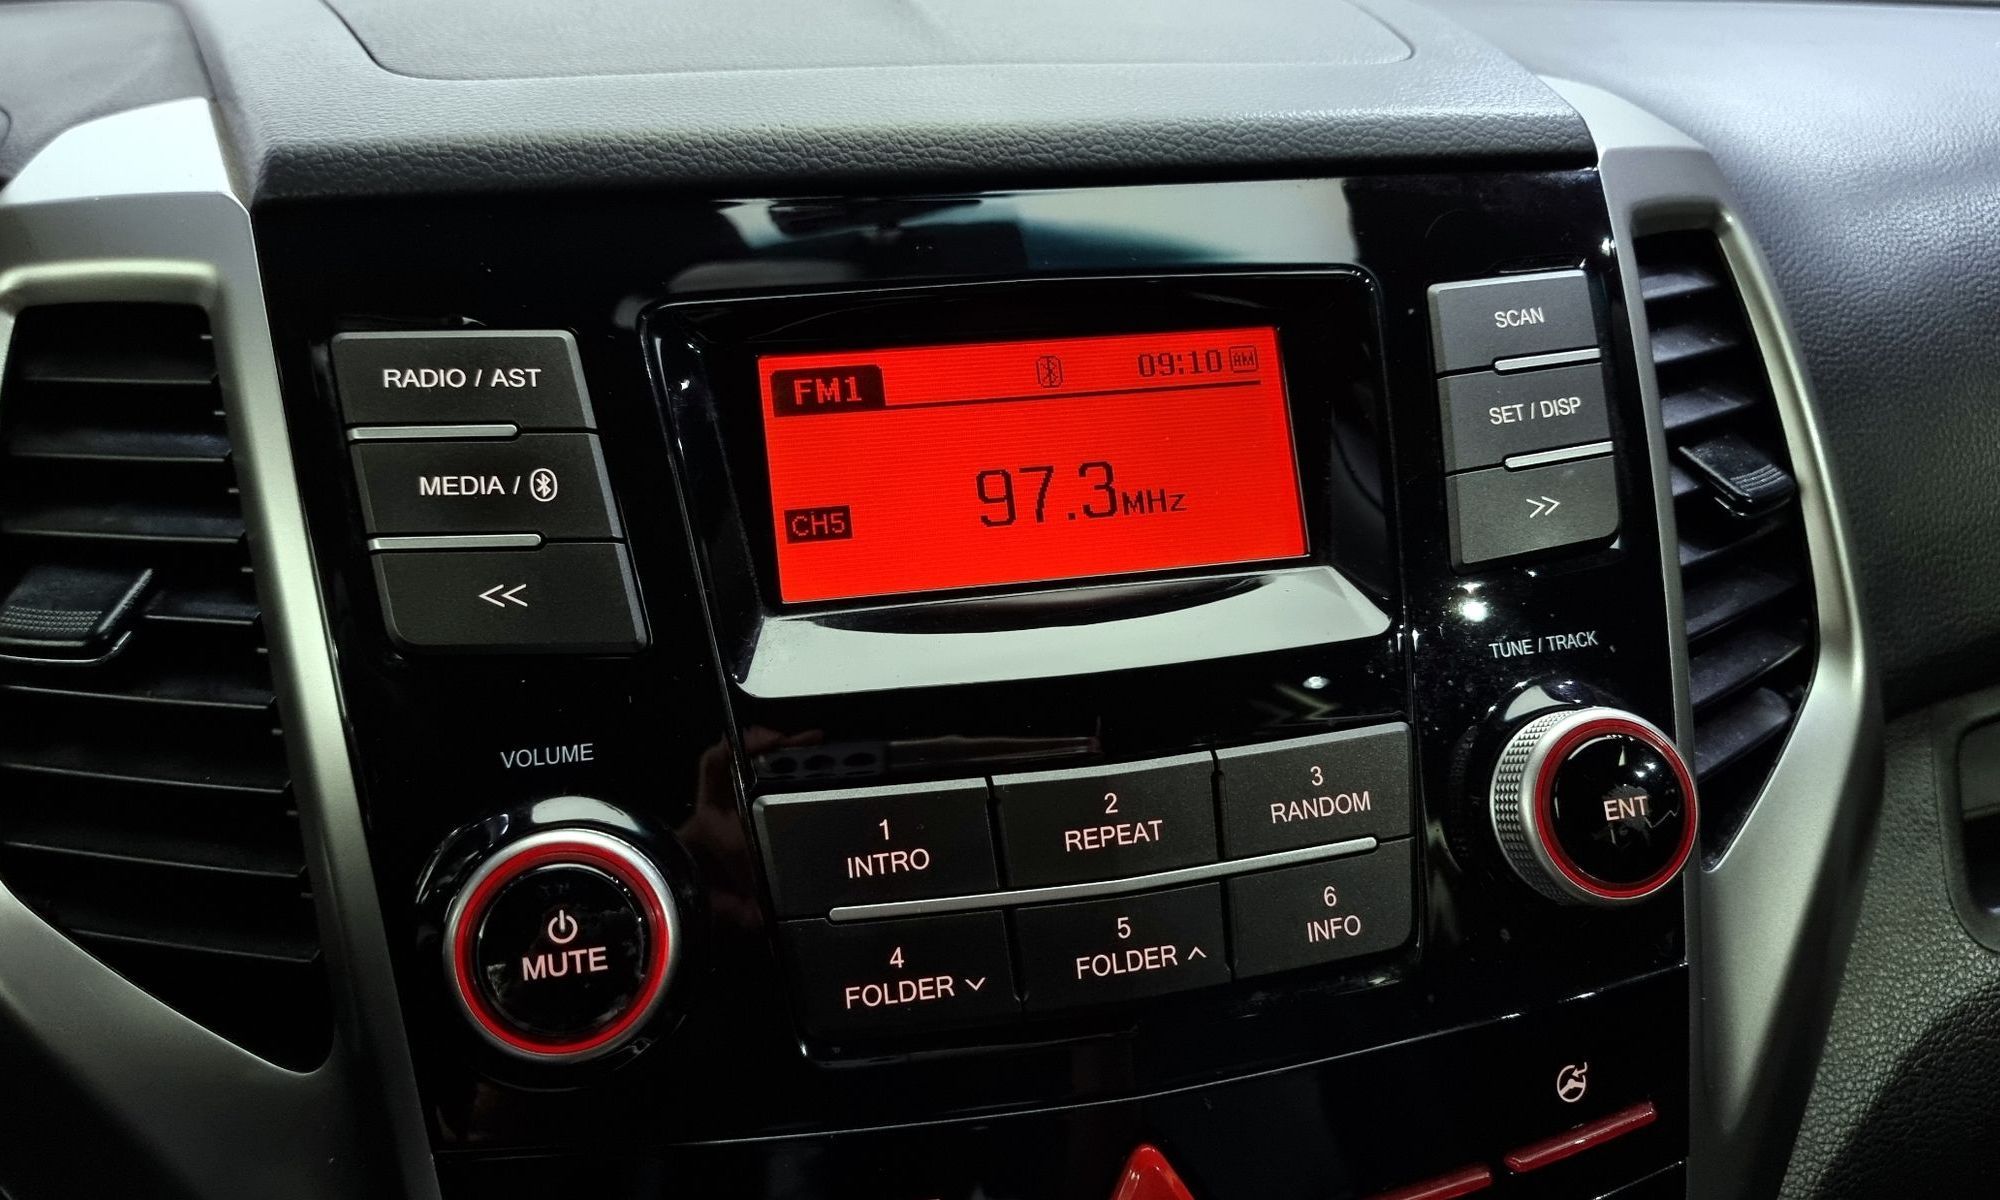 FM1
09:10 AM
CH5
97.3MHz
RADIO / AST
MEDIA /
<<
SCAN
SET / DISP
>>
VOLUME
MUTE
TUNE / TRACK
ENT
1
INTRO
2
REPEAT
3
RANDOM
4
FOLDER ∨
5
FOLDER ∧
6
INFO